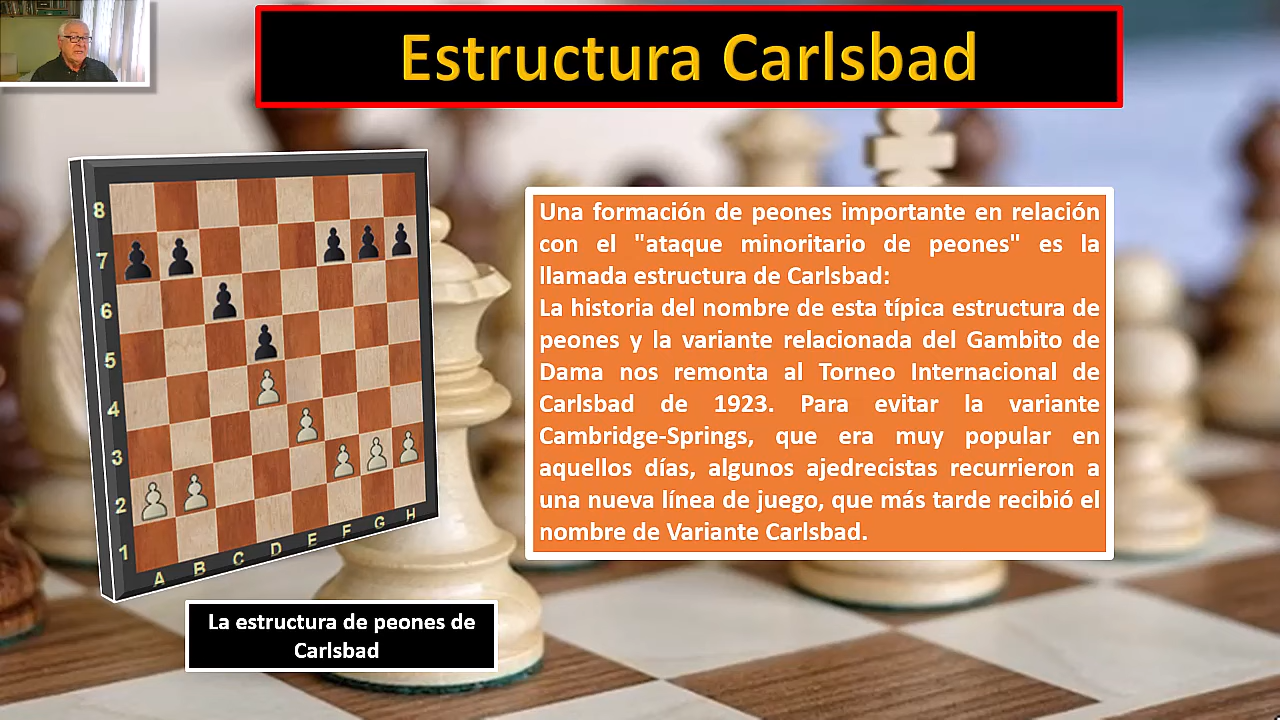 Estructura Carlsbad
8
7
6
5
4
3
2
1
A B C D E F G H
La estructura de peones de
Carlsbad
Una formación de peones importante en relación
con el "ataque minoritario de peones" es la
llamada estructura de Carlsbad:
La historia del nombre de esta típica estructura de
peones y la variante relacionada del Gambito de
Dama nos remonta al Torneo Internacional de
Carlsbad de 1923. Para evitar la variante
Cambridge-Springs, que era muy popular en
aquellos días, algunos ajedrecistas recurrieron a
una nueva línea de juego, que más tarde recibió el
nombre de Variante Carlsbad.